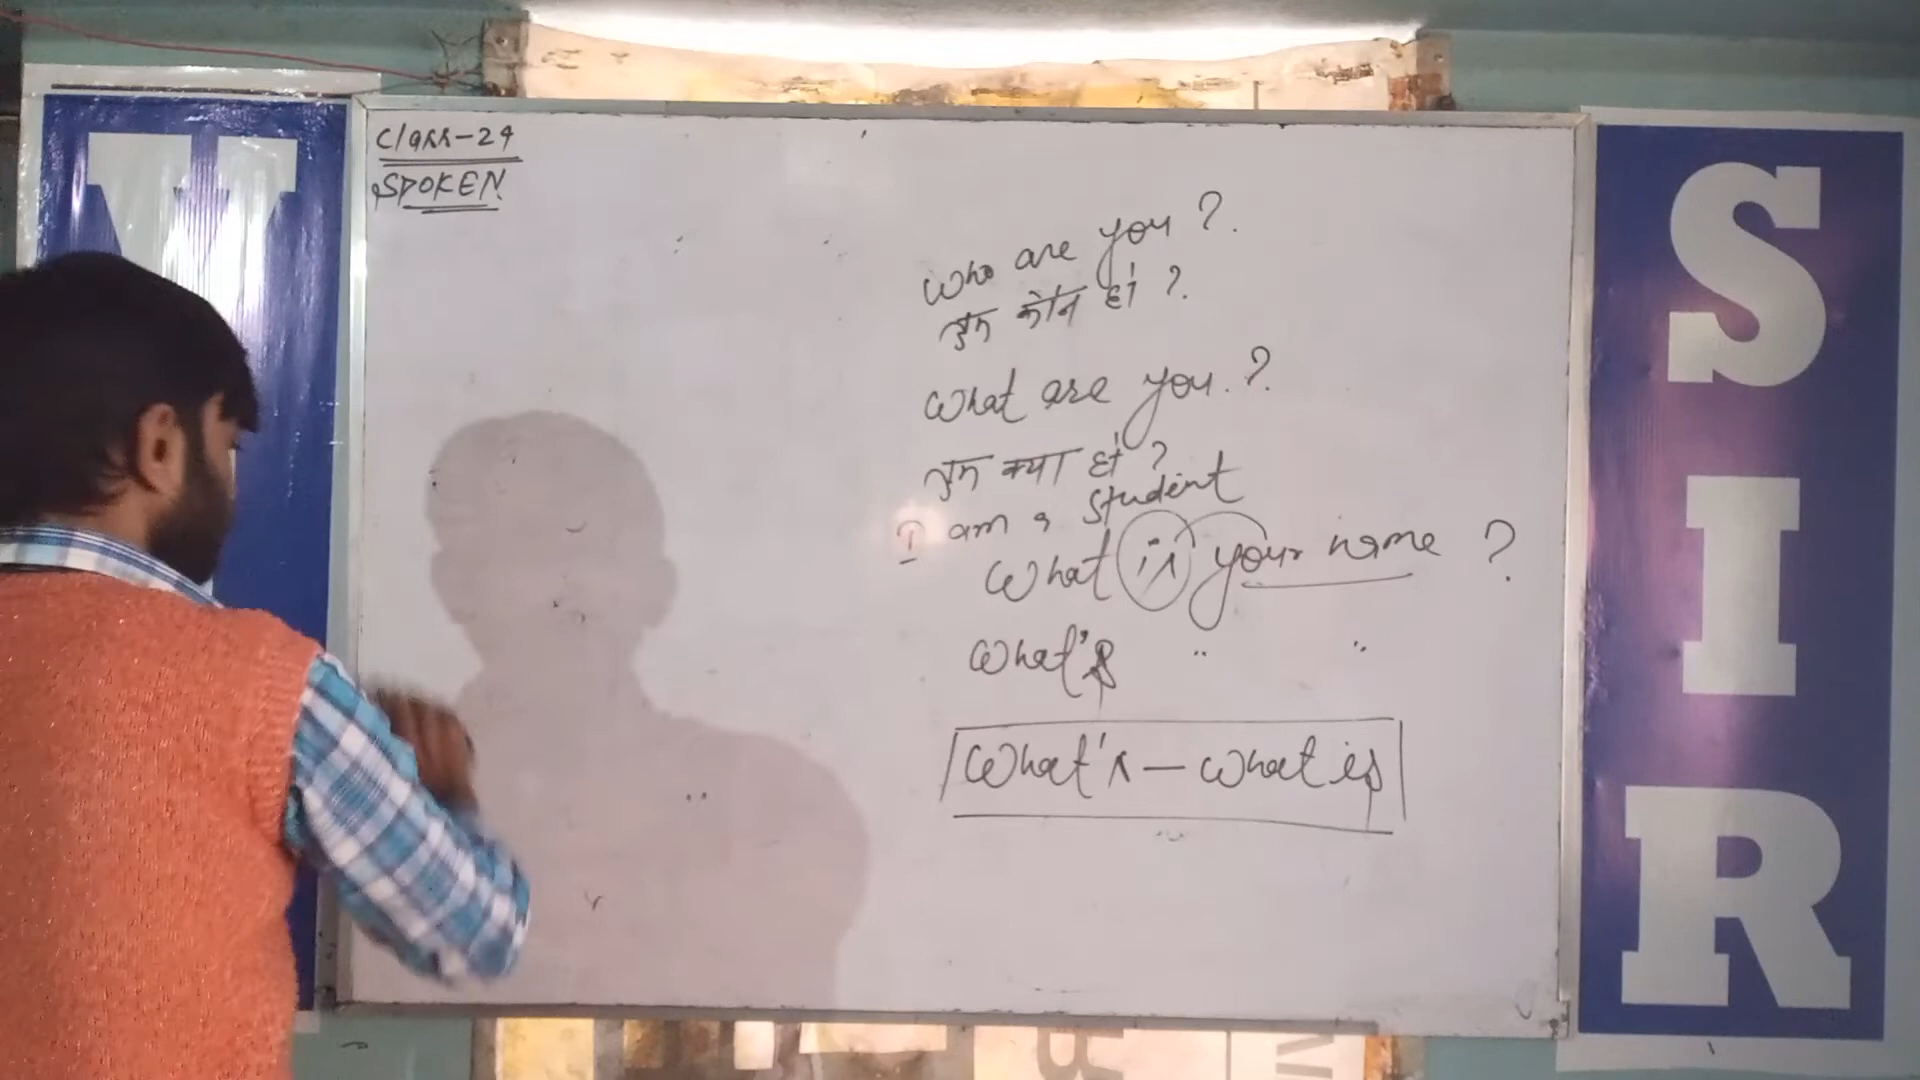 Class-24
SPOKEN
Who are you ?
तुम कौन हो ?
What are you. ?
तुम क्या हो ?
I am a Student
What is your name ?
What's " "
What's — What is
S
I
R